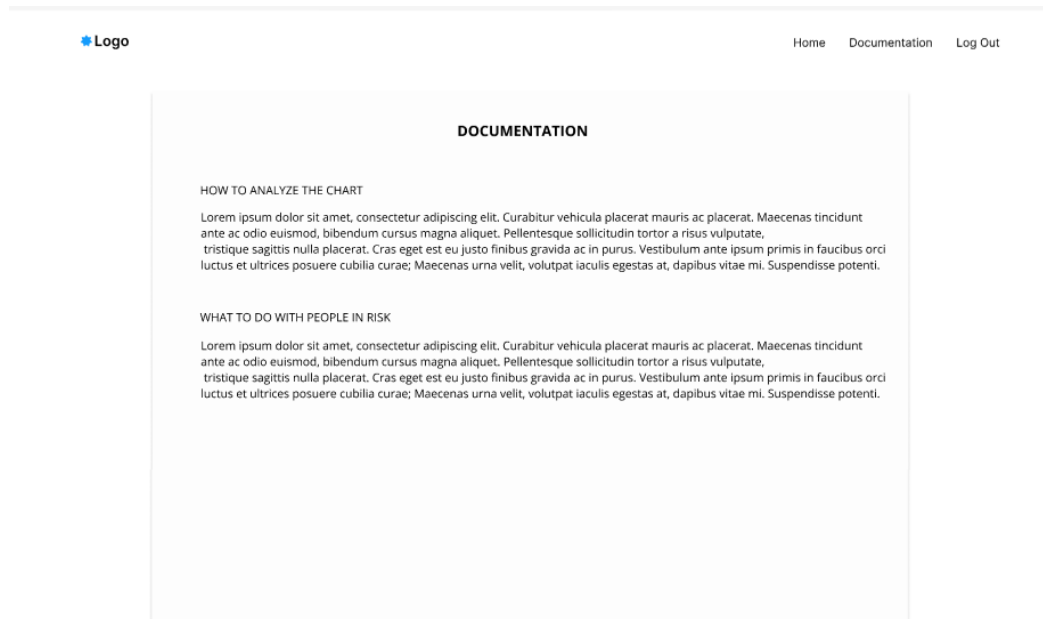 Logo
Home Documentation Log Out
DOCUMENTATION
HOW TO ANALYZE THE CHART
Lorem ipsum dolor sit amet, consectetur adipiscing elit. Curabitur vehicula placerat mauris ac placerat. Maecenas tincidunt
ante ac odio euismod, bibendum cursus magna aliquet. Pellentesque sollicitudin tortor a risus vulputate,
tristique sagittis nulla placerat. Cras eget est eu justo finibus gravida ac in purus. Vestibulum ante ipsum primis in faucibus orci
luctus et ultrices posuere cubilia curae; Maecenas urna velit, volutpat iaculis egestas at, dapibus vitae mi. Suspendisse potenti.
WHAT TO DO WITH PEOPLE IN RISK
Lorem ipsum dolor sit amet, consectetur adipiscing elit. Curabitur vehicula placerat mauris ac placerat. Maecenas tincidunt
ante ac odio euismod, bibendum cursus magna aliquet. Pellentesque sollicitudin tortor a risus vulputate,
tristique sagittis nulla placerat. Cras eget est eu justo finibus gravida ac in purus. Vestibulum ante ipsum primis in faucibus orci
luctus et ultrices posuere cubilia curae; Maecenas urna velit, volutpat iaculis egestas at, dapibus vitae mi. Suspendisse potenti.